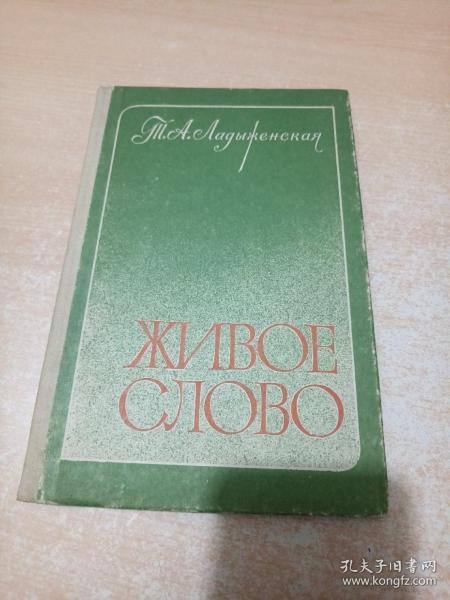 Т.А.Ладыженская
ЖИВОЕ
СЛОВО
孔夫子旧书网
www.kongfz.com